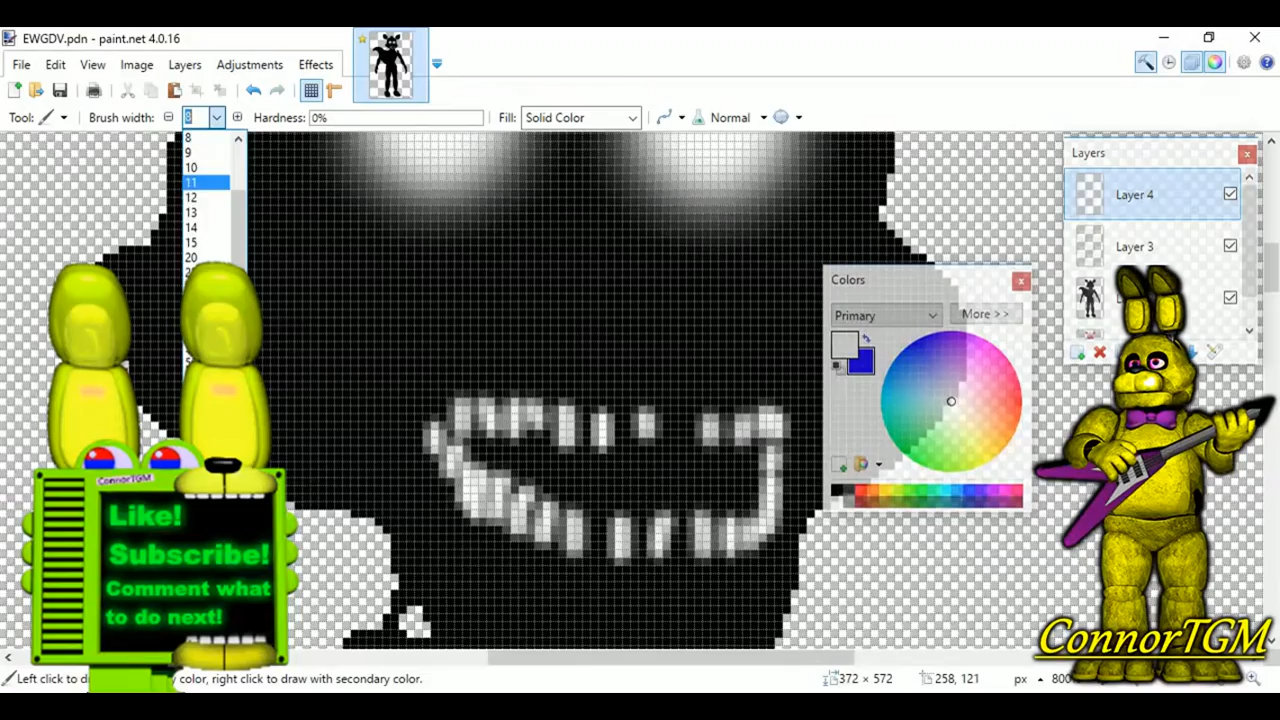 EWGDV.pdn - paint.net 4.0.16
File Edit View Image Layers Adjustments Effects
Tool: Brush width: 8 Hardness: 0% Fill: Solid Color Normal
8
9
10
11
12
13
14
15
20
Layers
Layer 4
Layer 3
Colors
Primary More >>
ConnorTGM
Like!
Subscribe!
Comment what
to do next!
ConnorTGM
color, right click to draw with secondary color.
Left click to
372 × 572 258, 121 px